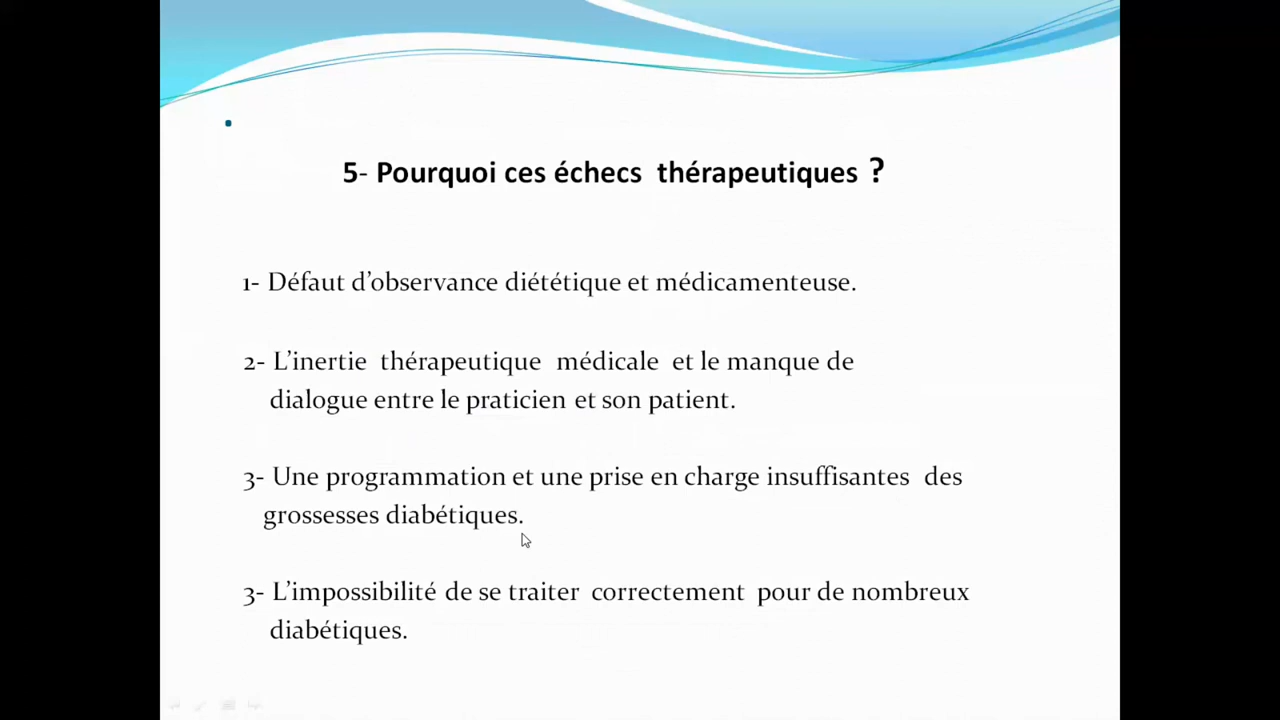 5- Pourquoi ces échecs thérapeutiques ?
1- Défaut d’observance diététique et médicamenteuse.
2- L’inertie thérapeutique médicale et le manque de
dialogue entre le praticien et son patient.
3- Une programmation et une prise en charge insuffisantes des
grossesses diabétiques.
3- L’impossibilité de se traiter correctement pour de nombreux
diabétiques.